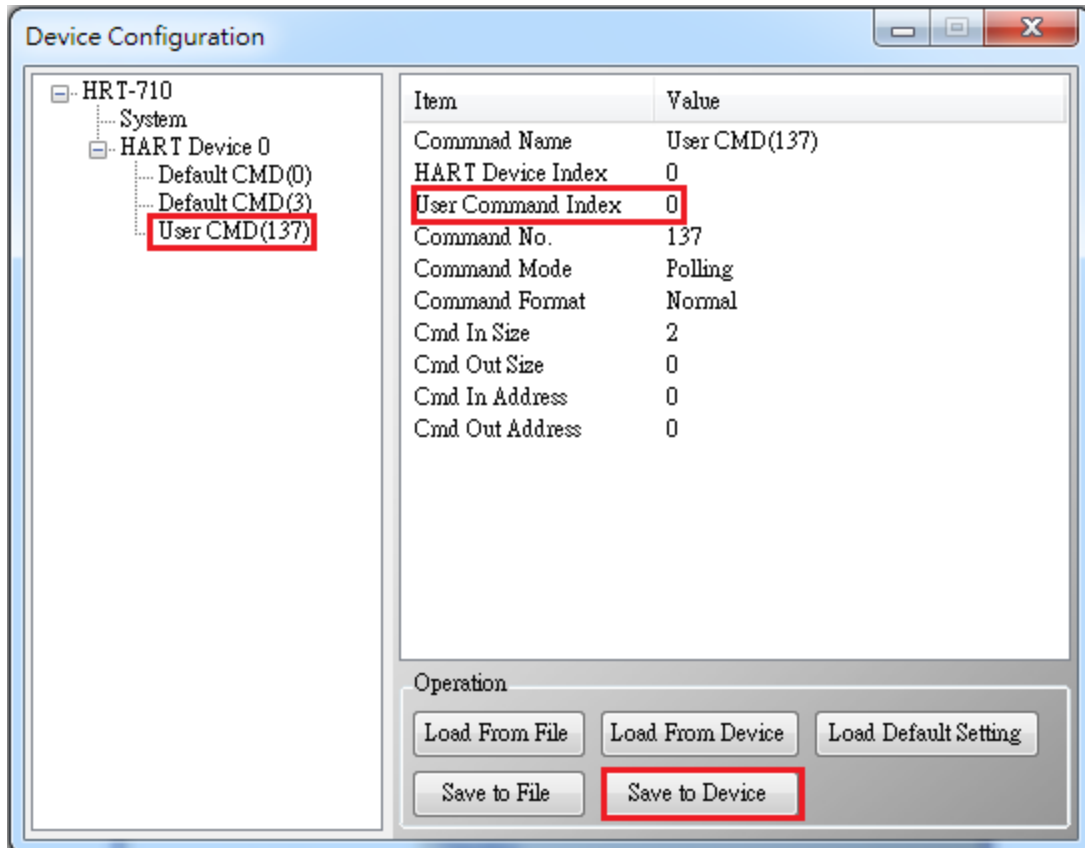 Device Configuration
HRT-710
System
HART Device 0
Default CMD(0)
Default CMD(3)
User CMD(137)
Item Value
Commnad Name User CMD(137)
HART Device Index 0
User Command Index 0
Command No. 137
Command Mode Polling
Command Format Normal
Cmd In Size 2
Cmd Out Size 0
Cmd In Address 0
Cmd Out Address 0
Operation
Load From File Load From Device Load Default Setting
Save to File Save to Device